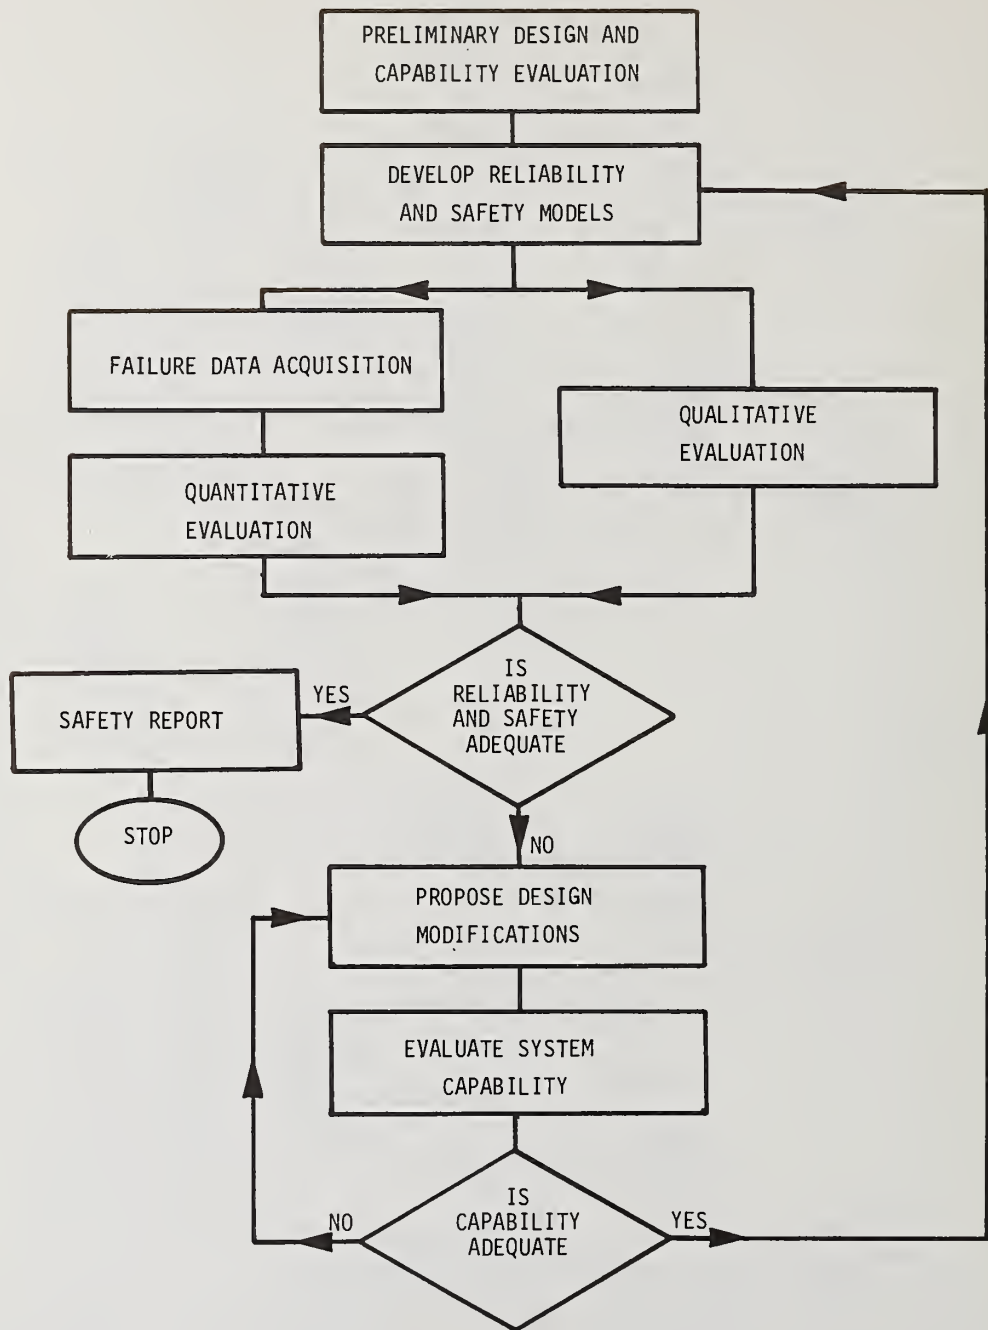 PRELIMINARY DESIGN AND
CAPABILITY EVALUATION
DEVELOP RELIABILITY
AND SAFETY MODELS
FAILURE DATA ACQUISITION
QUALITATIVE
EVALUATION
QUANTITATIVE
EVALUATION
IS
RELIABILITY
AND SAFETY
ADEQUATE
YES
SAFETY REPORT
STOP
NO
PROPOSE DESIGN
MODIFICATIONS
EVALUATE SYSTEM
CAPABILITY
IS
CAPABILITY
ADEQUATE
NO
YES